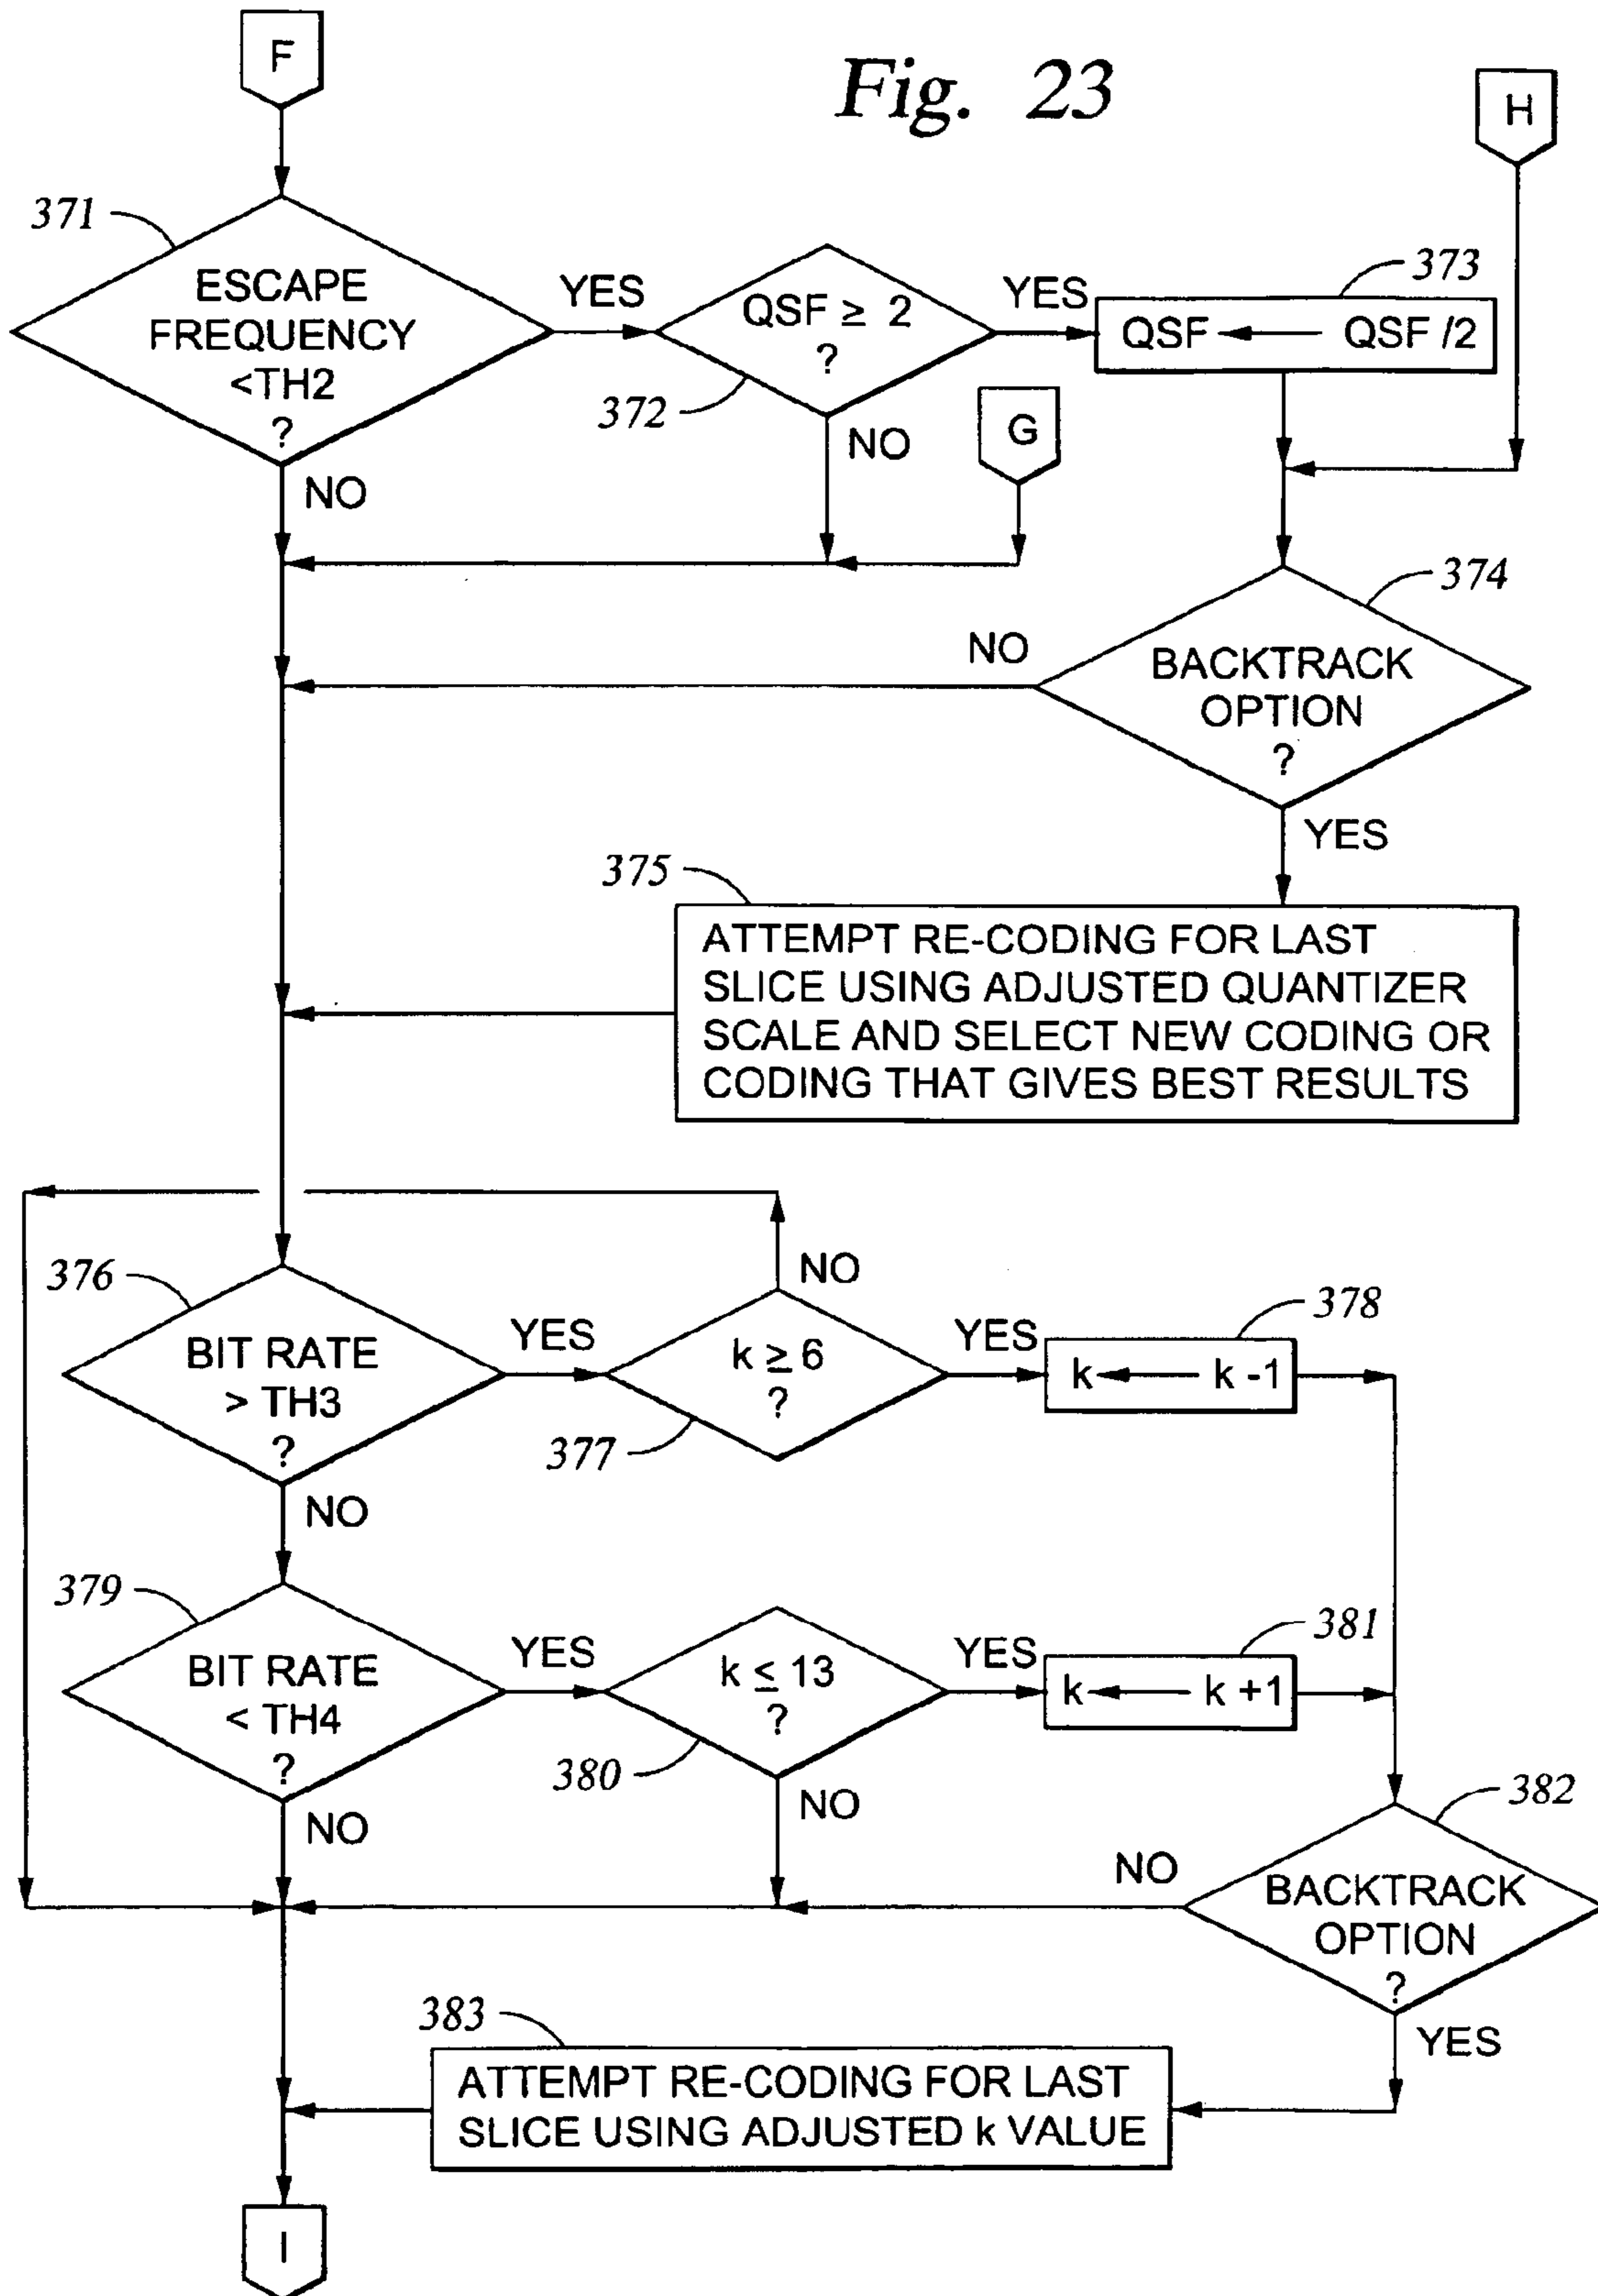 F
Fig. 23
H
371
ESCAPE
FREQUENCY
<TH2
?
YES
NO
QSF ≥ 2
?
372
YES
NO
373
QSF ← QSF /2
G
374
BACKTRACK
OPTION
?
NO
YES
375
ATTEMPT RE-CODING FOR LAST
SLICE USING ADJUSTED QUANTIZER
SCALE AND SELECT NEW CODING OR
CODING THAT GIVES BEST RESULTS
376
BIT RATE
> TH3
?
YES
NO
k ≥ 6
?
377
NO
YES
378
k ← k -1
379
BIT RATE
< TH4
?
YES
NO
k ≤ 13
?
380
YES
NO
381
k ← k +1
382
BACKTRACK
OPTION
?
NO
YES
383
ATTEMPT RE-CODING FOR LAST
SLICE USING ADJUSTED k VALUE
I